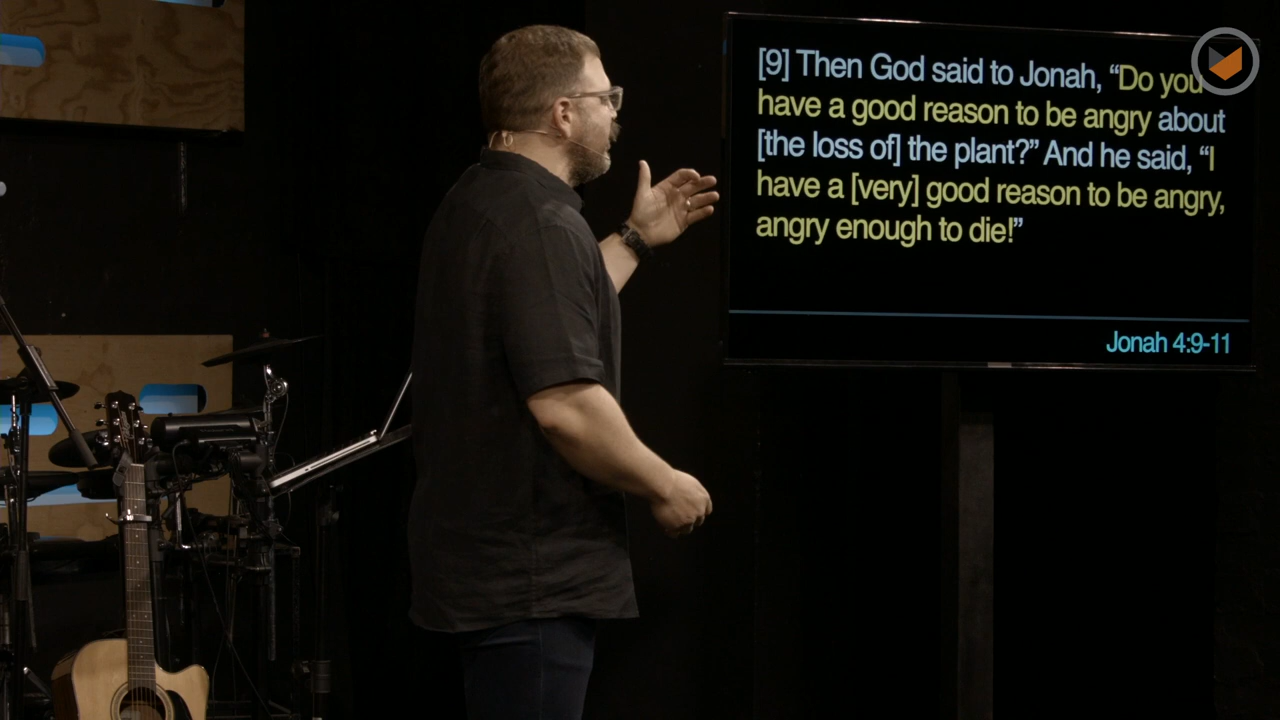 [9] Then God said to Jonah, “Do you
have a good reason to be angry about
[the loss of] the plant?” And he said, “I
have a [very] good reason to be angry,
angry enough to die!”
Jonah 4:9-11